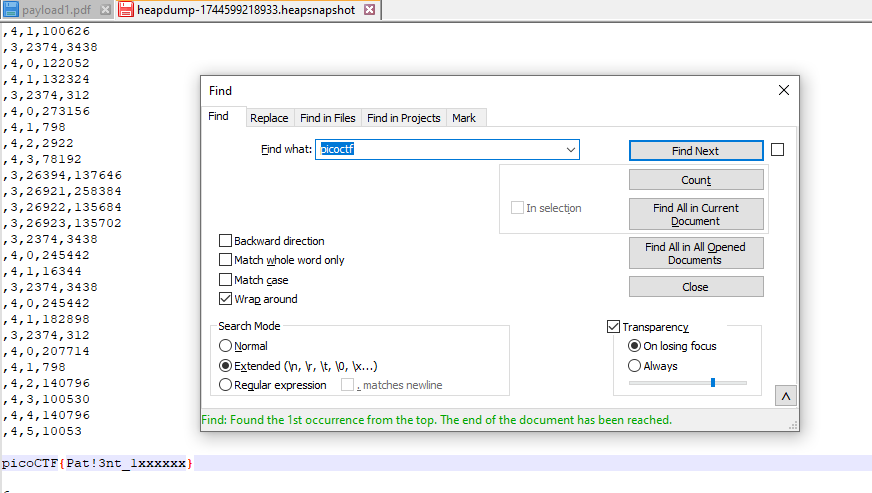 payload1.pdf heapdump-1744599218933.heapsnapshot
,4,1,100626
,3,2374,3438
,4,0,122052
,4,1,132324
,3,2374,312
,4,0,273156
,4,1,798
,4,2,2922
,4,3,78192
,3,26394,137646
,3,26921,258384
,3,26922,135684
,3,26923,135702
,3,2374,3438
,4,0,245442
,4,1,16344
,3,2374,3438
,4,0,245442
,4,1,182898
,3,2374,312
,4,0,207714
,4,1,798
,4,2,140796
,4,3,100530
,4,4,140796
,4,5,10053
picoCTF{Pat!3nt_1xxxxxx}
Find
Find Replace Find in Files Find in Projects Mark
Find what: picoctf
Find Next
Count
In selection
Find All in Current
Document
Find All in All Opened
Documents
Close
Backward direction
Match whole word only
Match case
Wrap around
Search Mode
Normal
Extended (\n, \r, \t, \0, \x...)
Regular expression . matches newline
Transparency
On losing focus
Always
Find: Found the 1st occurrence from the top. The end of the document has been reached.